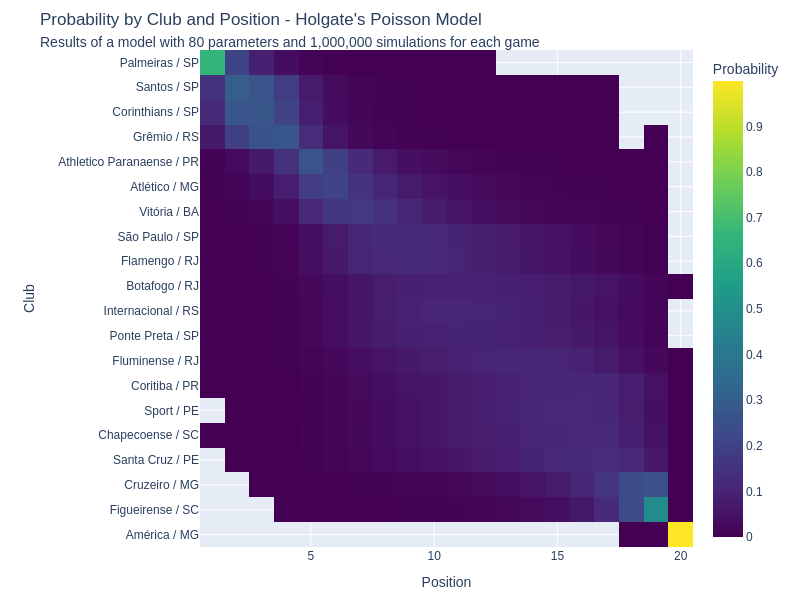 Probability by Club and Position - Holgate's Poisson Model
Results of a model with 80 parameters and 1,000,000 simulations for each game
Probability
Palmeiras / SP
Santos / SP
Corinthians / SP
Grêmio / RS
Athletico Paranaense / PR
Atlético / MG
Vitória / BA
São Paulo / SP
Flamengo / RJ
Botafogo / RJ
Internacional / RS
Ponte Preta / SP
Fluminense / RJ
Coritiba / PR
Sport / PE
Chapecoense / SC
Santa Cruz / PE
Cruzeiro / MG
Figueirense / SC
América / MG
Club
5
10
15
20
Position
0.9
0.8
0.7
0.6
0.5
0.4
0.3
0.2
0.1
0